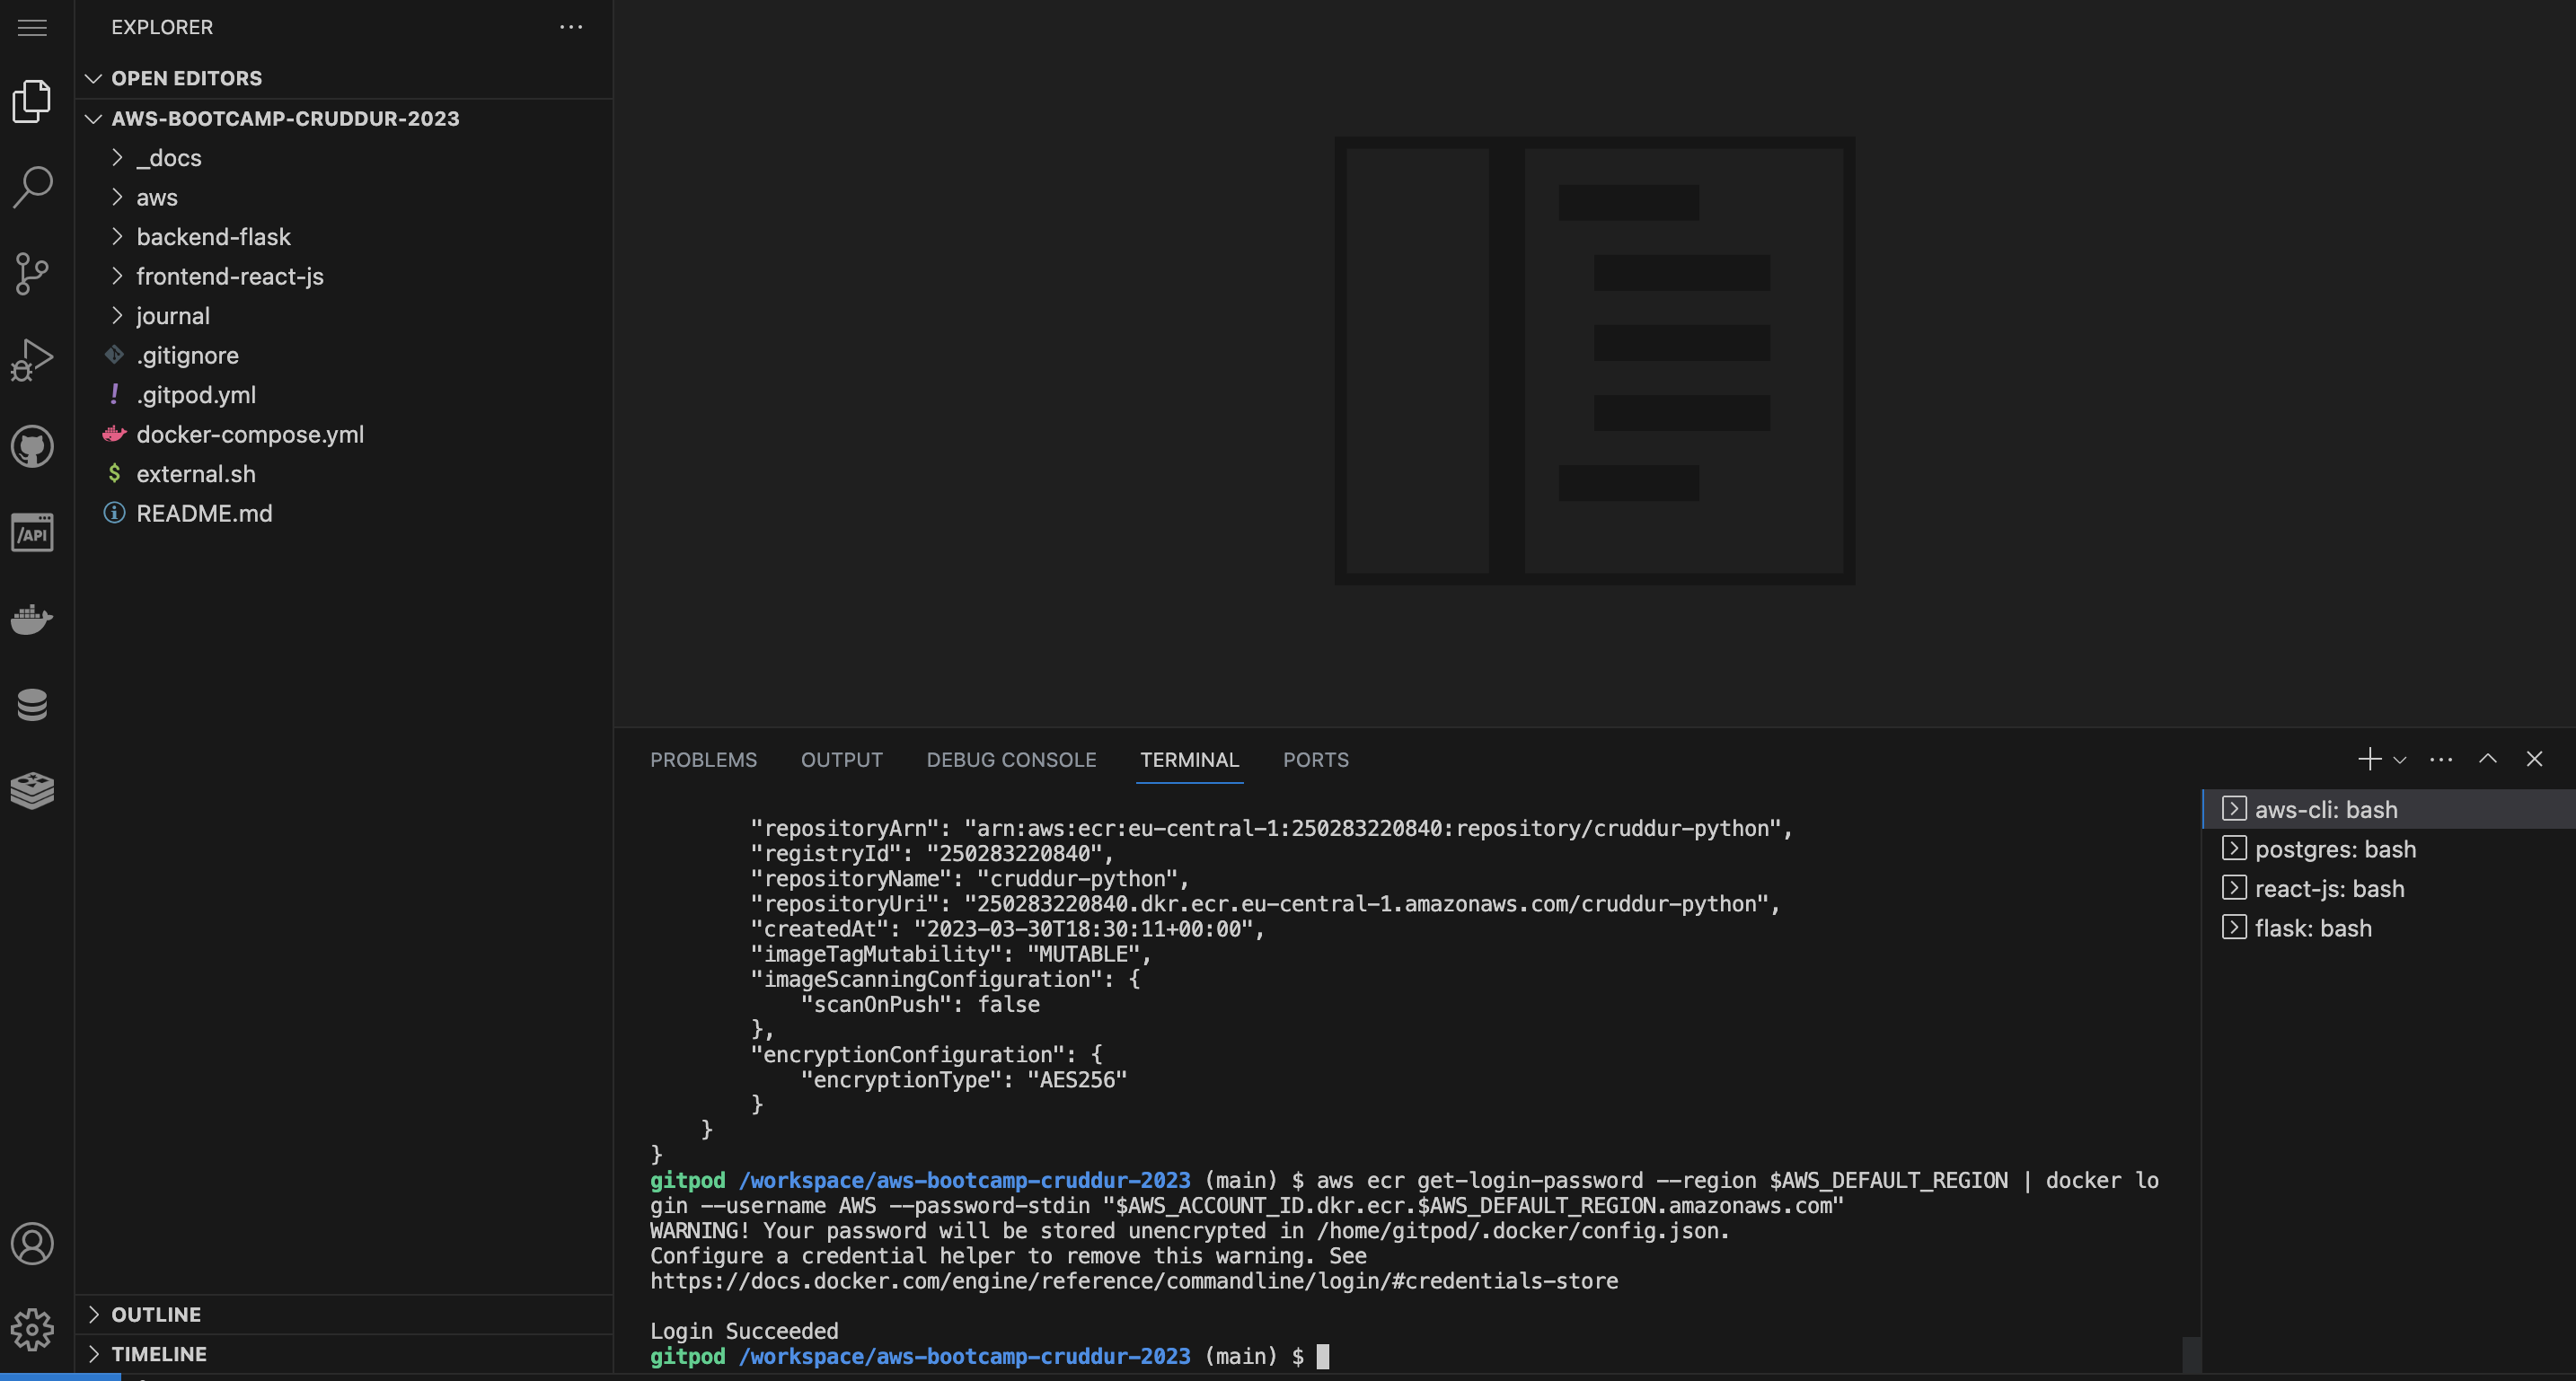 EXPLORER
OPEN EDITORS
AWS-BOOTCAMP-CRUDDUR-2023
_docs
aws
backend-flask
frontend-react-js
journal
.gitignore
! .gitpod.yml
docker-compose.yml
$ external.sh
README.md
/API
OUTLINE
TIMELINE
PROBLEMS OUTPUT DEBUG CONSOLE TERMINAL PORTS
"repositoryArn": "arn:aws:ecr:eu-central-1:250283220840:repository/cruddur-python",
"registryId": "250283220840",
"repositoryName": "cruddur-python",
"repositoryUri": "250283220840.dkr.ecr.eu-central-1.amazonaws.com/cruddur-python",
"createdAt": "2023-03-30T18:30:11+00:00",
"imageTagMutability": "MUTABLE",
"imageScanningConfiguration": {
"scanOnPush": false
},
"encryptionConfiguration": {
"encryptionType": "AES256"
}
}
}
gitpod /workspace/aws-bootcamp-cruddur-2023 (main) $ aws ecr get-login-password --region $AWS_DEFAULT_REGION | docker lo
gin --username AWS --password-stdin "$AWS_ACCOUNT_ID.dkr.ecr.$AWS_DEFAULT_REGION.amazonaws.com"
WARNING! Your password will be stored unencrypted in /home/gitpod/.docker/config.json.
Configure a credential helper to remove this warning. See
https://docs.docker.com/engine/reference/commandline/login/#credentials-store
Login Succeeded
gitpod /workspace/aws-bootcamp-cruddur-2023 (main) $
aws-cli: bash
postgres: bash
react-js: bash
flask: bash